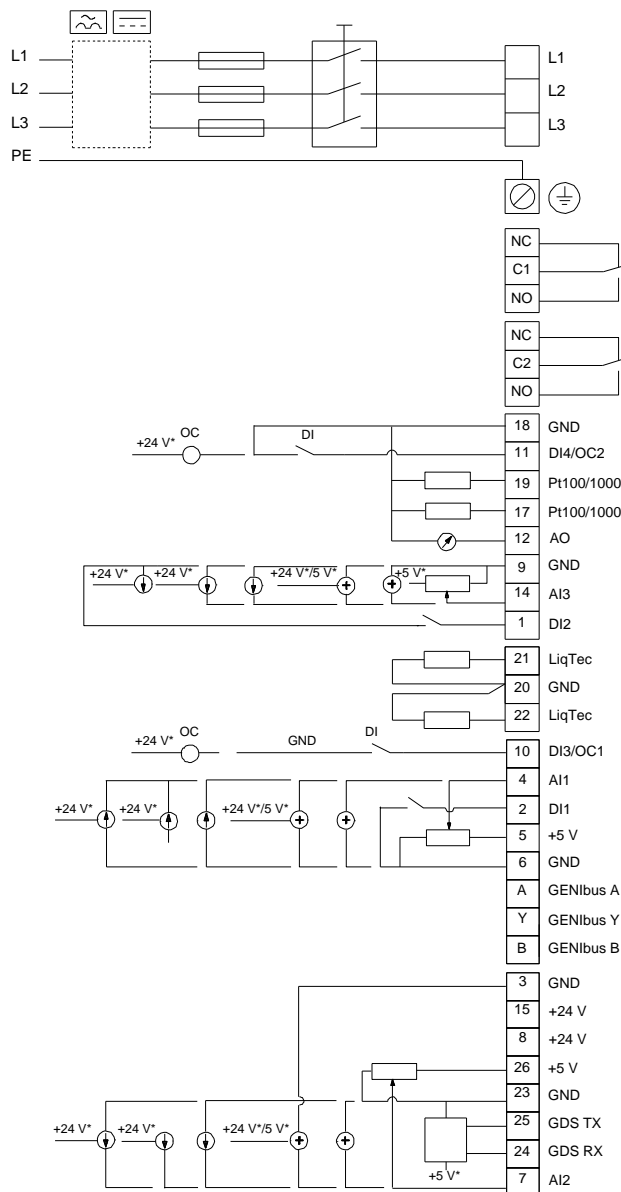 L1 L1
L2 L2
L3 L3
PE
NC
C1
NO
NC
C2
NO
18 GND
+24 V* OC DI 11 DI4/OC2
19 Pt100/1000
17 Pt100/1000
12 AO
9 GND
+24 V* +24 V* +24 V*/5 V* +5 V*
14 AI3
1 DI2
21 LiqTec
20 GND
22 LiqTec
+24 V* OC GND DI 10 DI3/OC1
4 AI1
+24 V* +24 V* +24 V*/5 V* 2 DI1
5 +5 V
6 GND
A GENIbus A
Y GENIbus Y
B GENIbus B
3 GND
15 +24 V
8 +24 V
26 +5 V
23 GND
25 GDS TX
+24 V* +24 V* +24 V*/5 V*
24 GDS RX
+5 V*
7 AI2